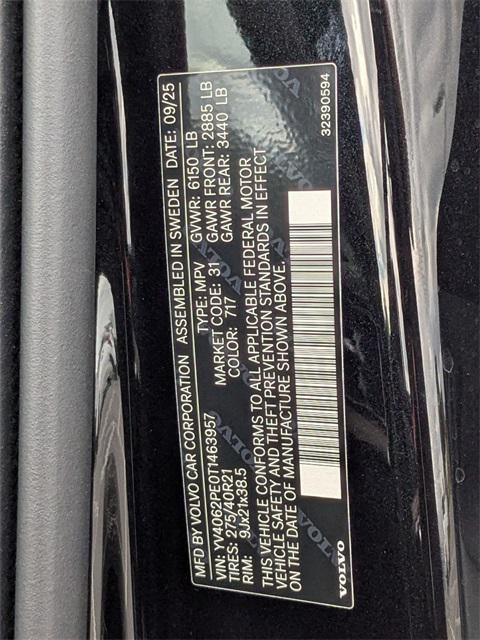 MFD BY VOLVO CAR CORPORATION ASSEMBLED IN SWEDEN DATE: 09/25
VIN: YV4062PE0T1463957 TYPE: MPV GVWR: 6150 LB
TIRES: 275/40R21 MARKET CODE: 31 GAWR FRONT: 2885 LB
RIM: 9Jx21x38.5 COLOR: 717 GAWR REAR: 3440 LB
THIS VEHICLE CONFORMS TO ALL APPLICABLE FEDERAL MOTOR
VEHICLE SAFETY AND THEFT PREVENTION STANDARDS IN EFFECT
ON THE DATE OF MANUFACTURE SHOWN ABOVE.
VOLVO 32390594